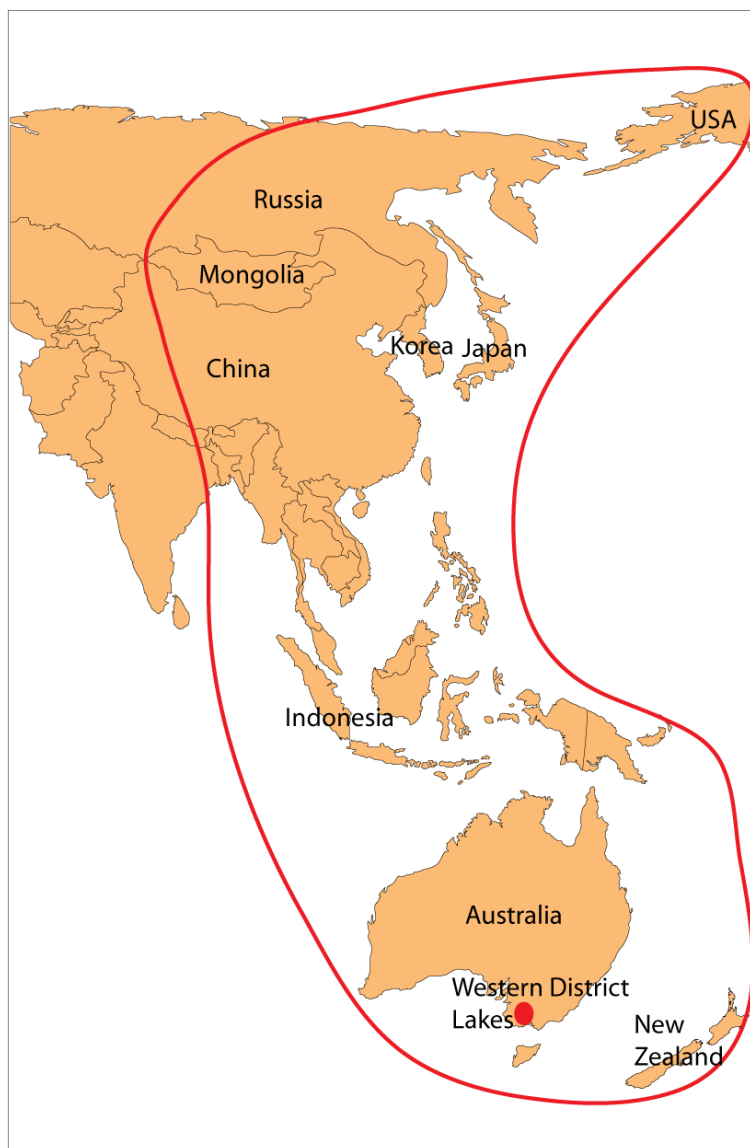 USA
Russia
Mongolia
Korea
Japan
China
Indonesia
Australia
Western District
Lakes
New
Zealand